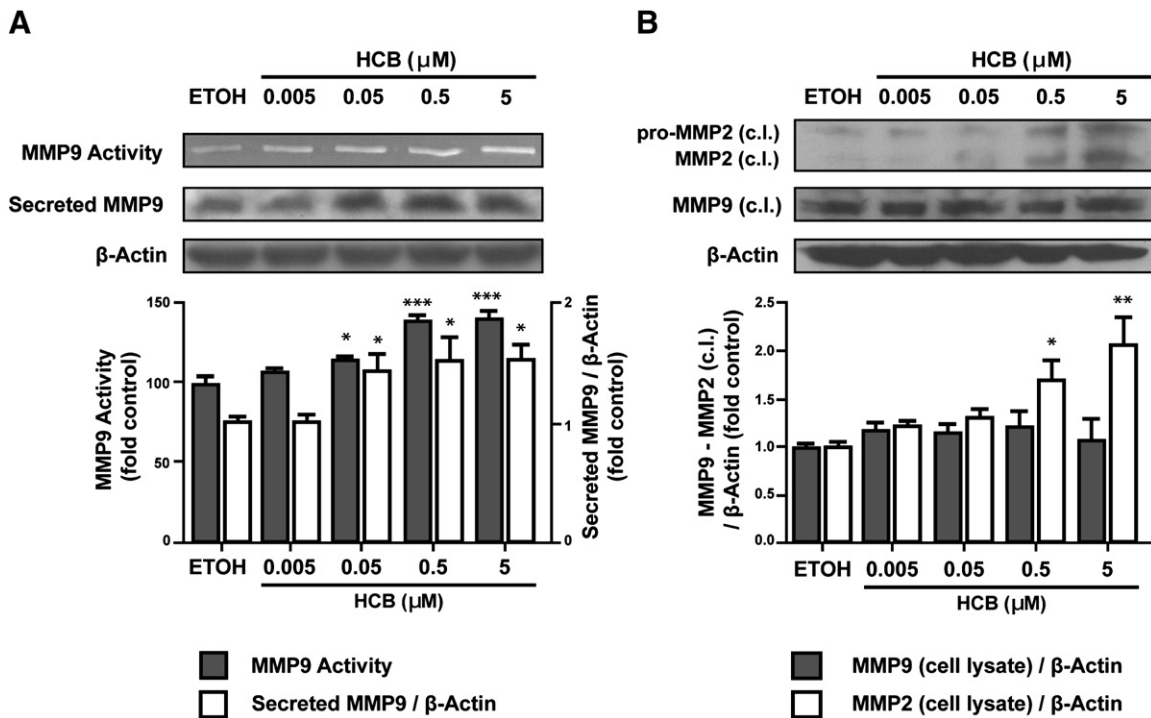 A
HCB (µM)
ETOH 0.005 0.05 0.5 5
MMP9 Activity
Secreted MMP9
β-Actin
MMP9 Activity
(fold control)
150
100
50
0
* * *** * *** *
2
1
0
Secreted MMP9 / β-Actin
(fold control)
ETOH 0.005 0.05 0.5 5
HCB (µM)
MMP9 Activity
Secreted MMP9 / β-Actin
B
HCB (µM)
ETOH 0.005 0.05 0.5 5
pro-MMP2 (c.l.)
MMP2 (c.l.)
MMP9 (c.l.)
β-Actin
MMP9 - MMP2 (c.l.)
/ β-Actin (fold control)
2.5
2.0
1.5
1.0
0.5
0.0
* **
ETOH 0.005 0.05 0.5 5
HCB (µM)
MMP9 (cell lysate) / β-Actin
MMP2 (cell lysate) / β-Actin